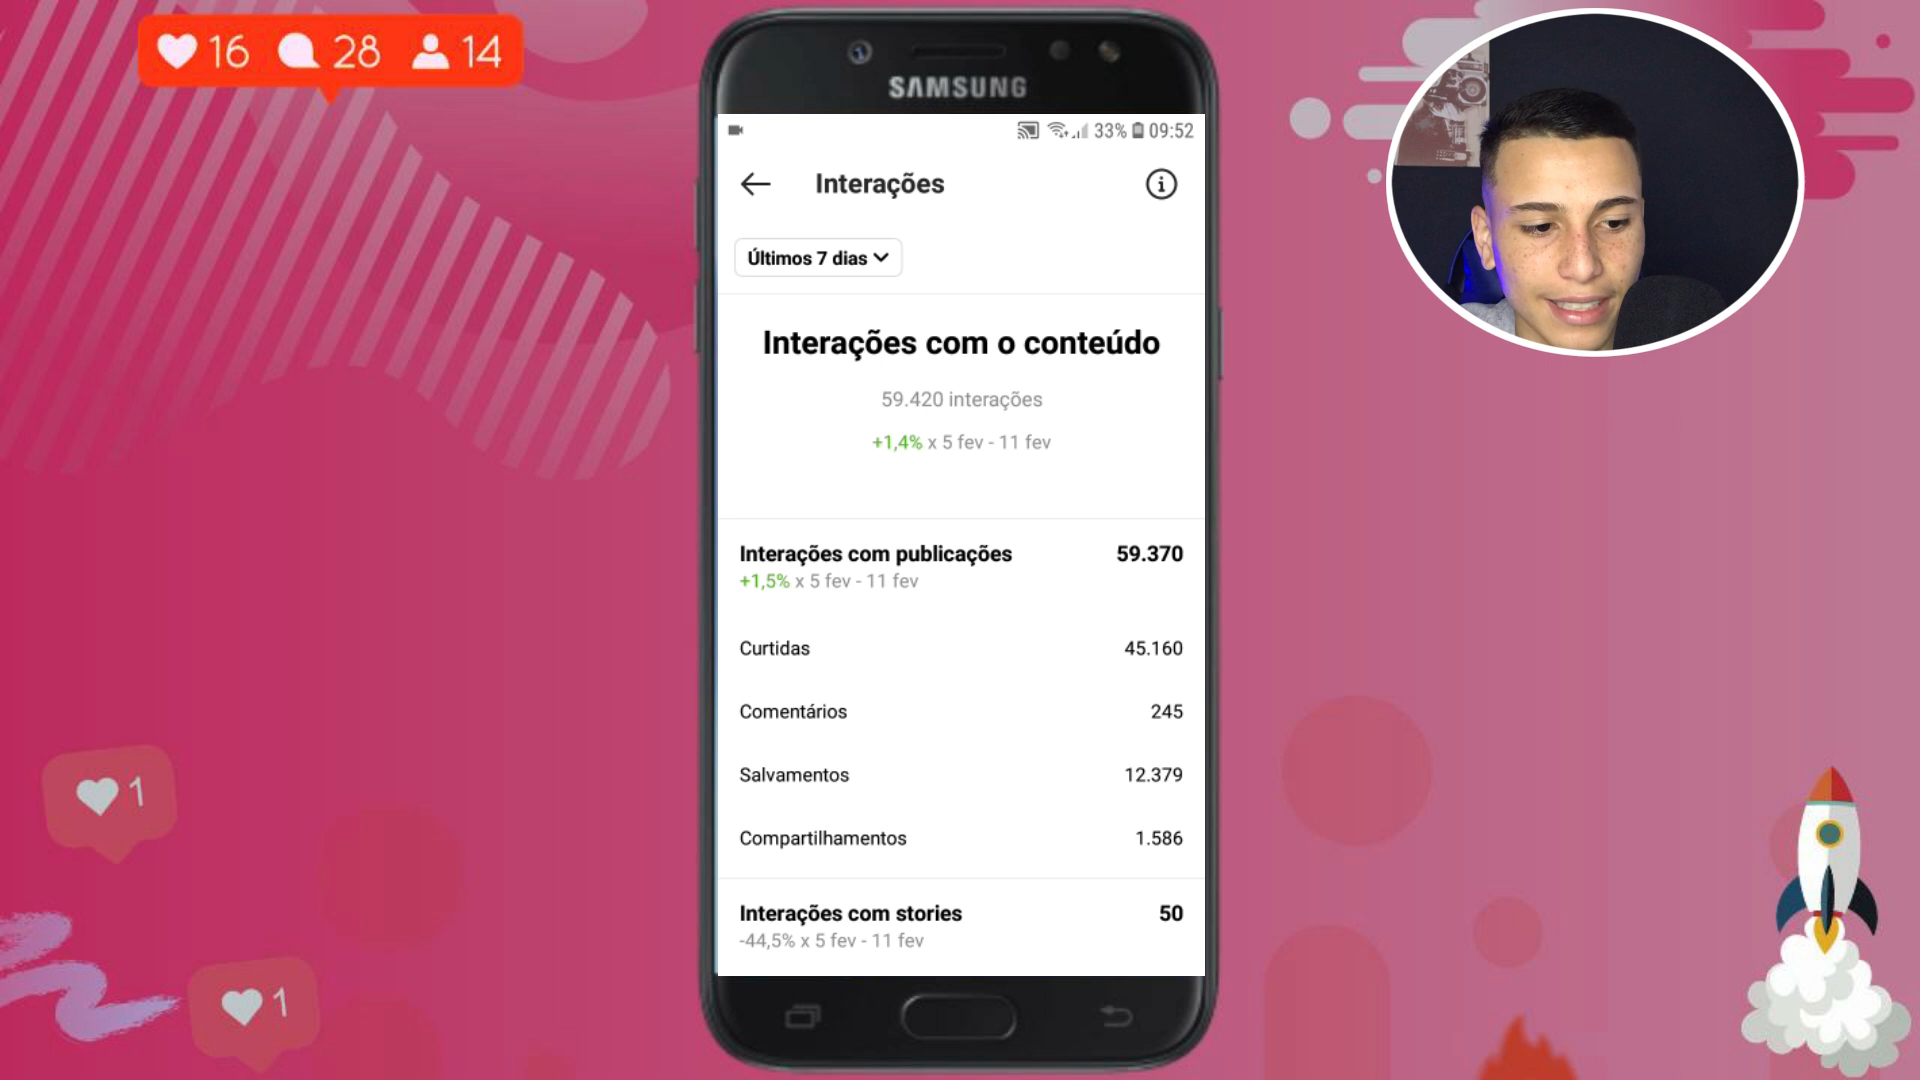 16 28 14
SAMSUNG
33% 09:52
Interações
Últimos 7 dias
Interações com o conteúdo
59.420 interações
+1,4% x 5 fev - 11 fev
Interações com publicações 59.370
+1,5% x 5 fev - 11 fev
Curtidas 45.160
Comentários 245
Salvamentos 12.379
Compartilhamentos 1.586
Interações com stories 50
-44,5% x 5 fev - 11 fev
1
1